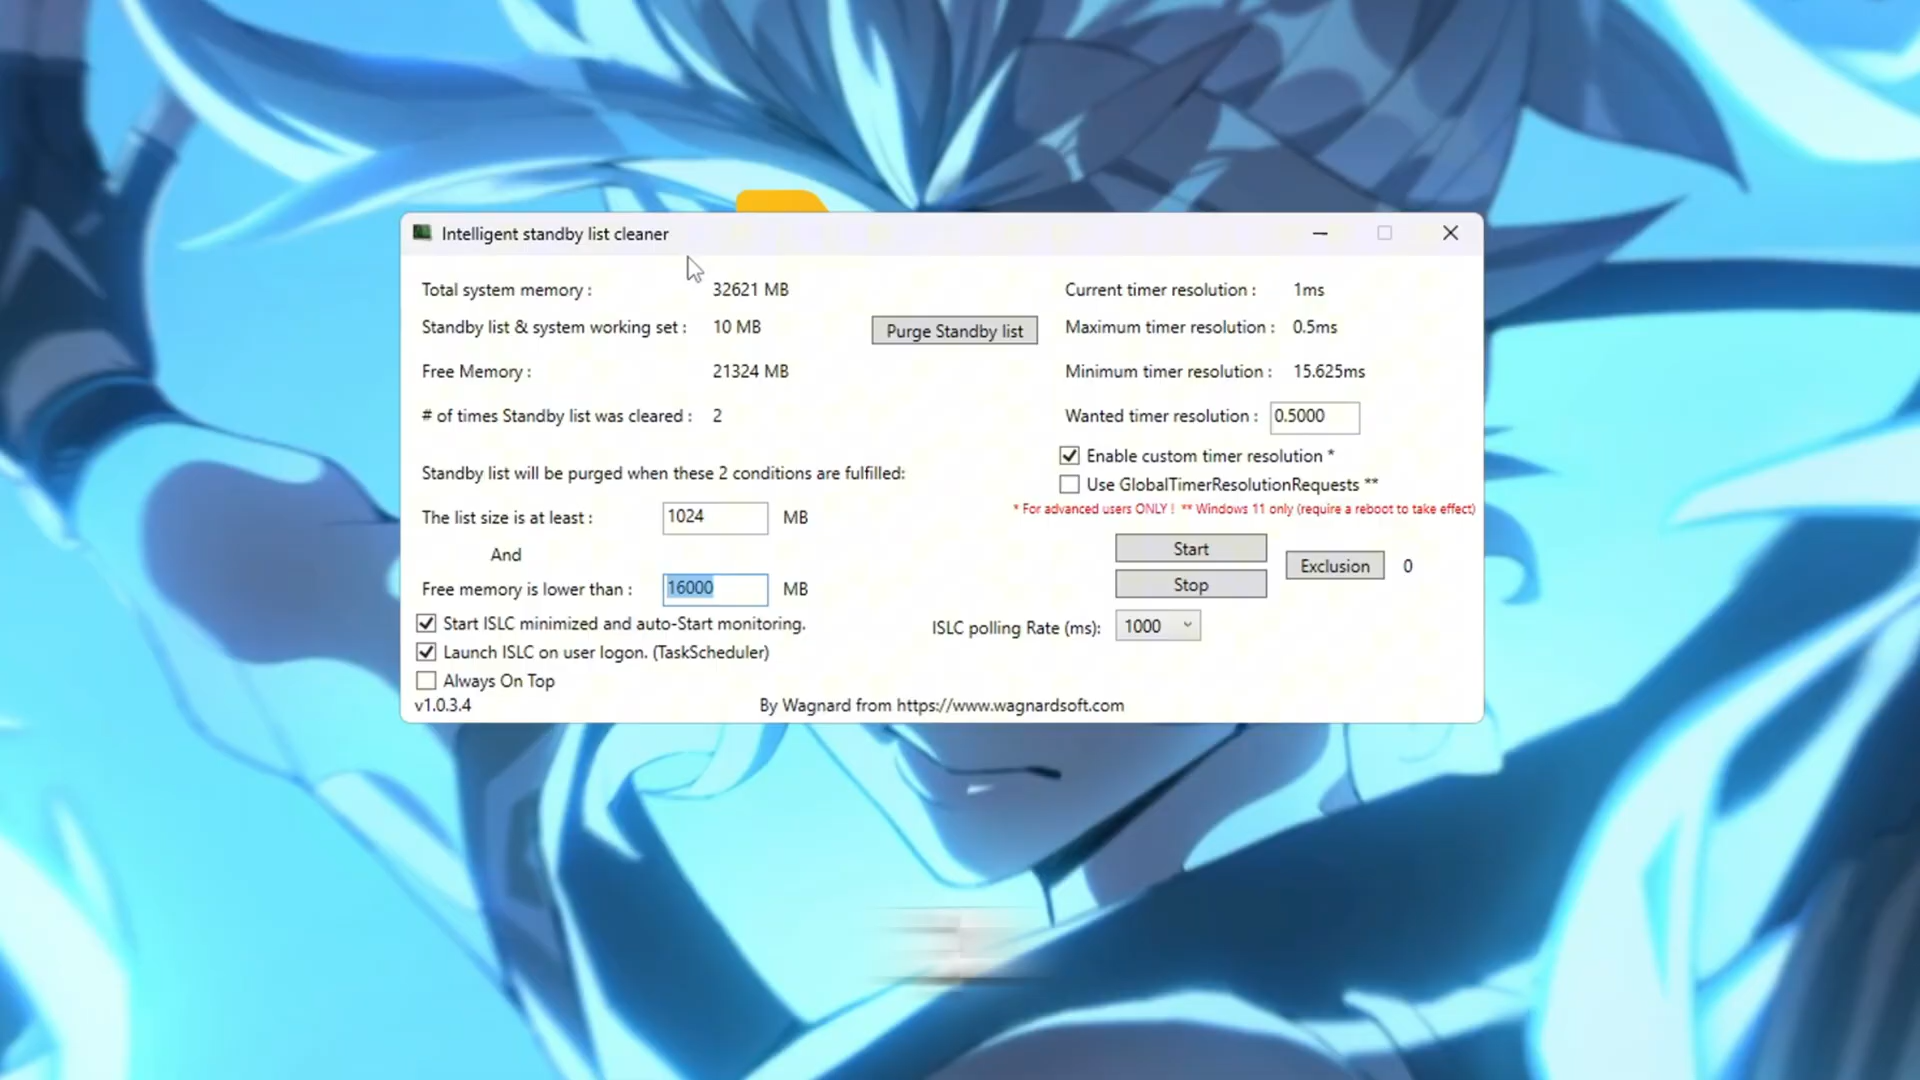 Intelligent standby list cleaner
Total system memory : 32621 MB
Standby list & system working set : 10 MB
Purge Standby list
Free Memory : 21324 MB
# of times Standby list was cleared : 2
Standby list will be purged when these 2 conditions are fulfilled:
The list size is at least : 1024 MB
And
Free memory is lower than : 16000 MB
Start ISLC minimized and auto-Start monitoring.
Launch ISLC on user logon. (TaskScheduler)
Always On Top
v1.0.3.4
Current timer resolution : 1ms
Maximum timer resolution : 0.5ms
Minimum timer resolution : 15.625ms
Wanted timer resolution : 0.5000
Enable custom timer resolution *
Use GlobalTimerResolutionRequests **
* For advanced users ONLY ! ** Windows 11 only (require a reboot to take effect)
Start
Stop
Exclusion 0
ISLC polling Rate (ms): 1000
By Wagnard from https://www.wagnardsoft.com